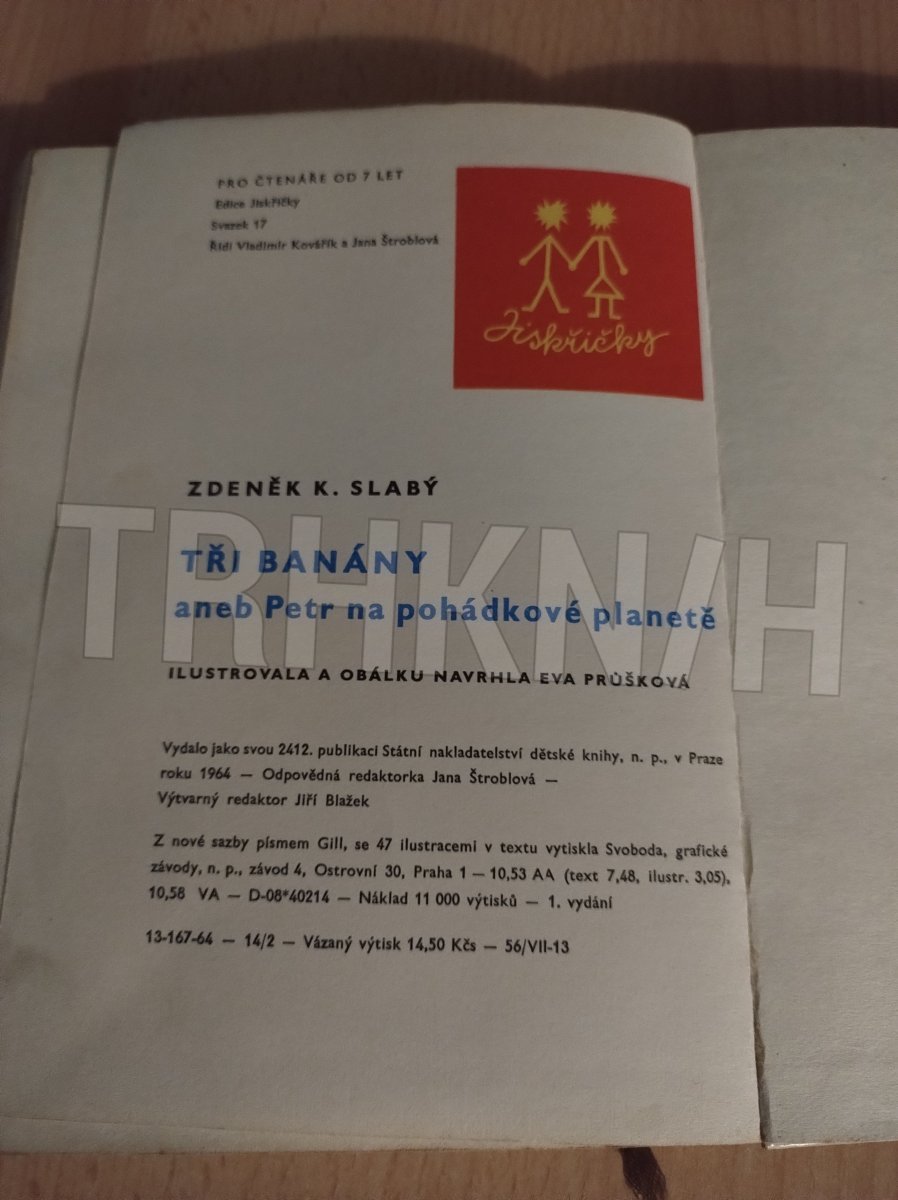 PRO ČTENÁŘE OD 7 LET
Edice Jiskřičky
Svazek 17
Řídí Vladimír Kovářík a Jana Štroblová
Jiskřičky
ZDENĚK K. SLABÝ
TŘI BANÁNY
aneb Petr na pohádkové planetě
TRHKNIH
ILUSTROVALA A OBÁLKU NAVRHLA EVA PRŮŠKOVÁ
Vydalo jako svou 2412. publikaci Státní nakladatelství dětské knihy, n. p., v Praze
roku 1964 — Odpovědná redaktorka Jana Štroblová —
Výtvarný redaktor Jiří Blažek
Z nové sazby písmem Gill, se 47 ilustracemi v textu vytiskla Svoboda, grafické
závody, n. p., závod 4, Ostrovní 30, Praha 1 — 10,53 AA (text 7,48, ilustr. 3,05),
10,58 VA — D-08*40214 — Náklad 11 000 výtisků — 1. vydání
13-167-64 — 14/2 — Vázaný výtisk 14,50 Kčs — 56/VII-13